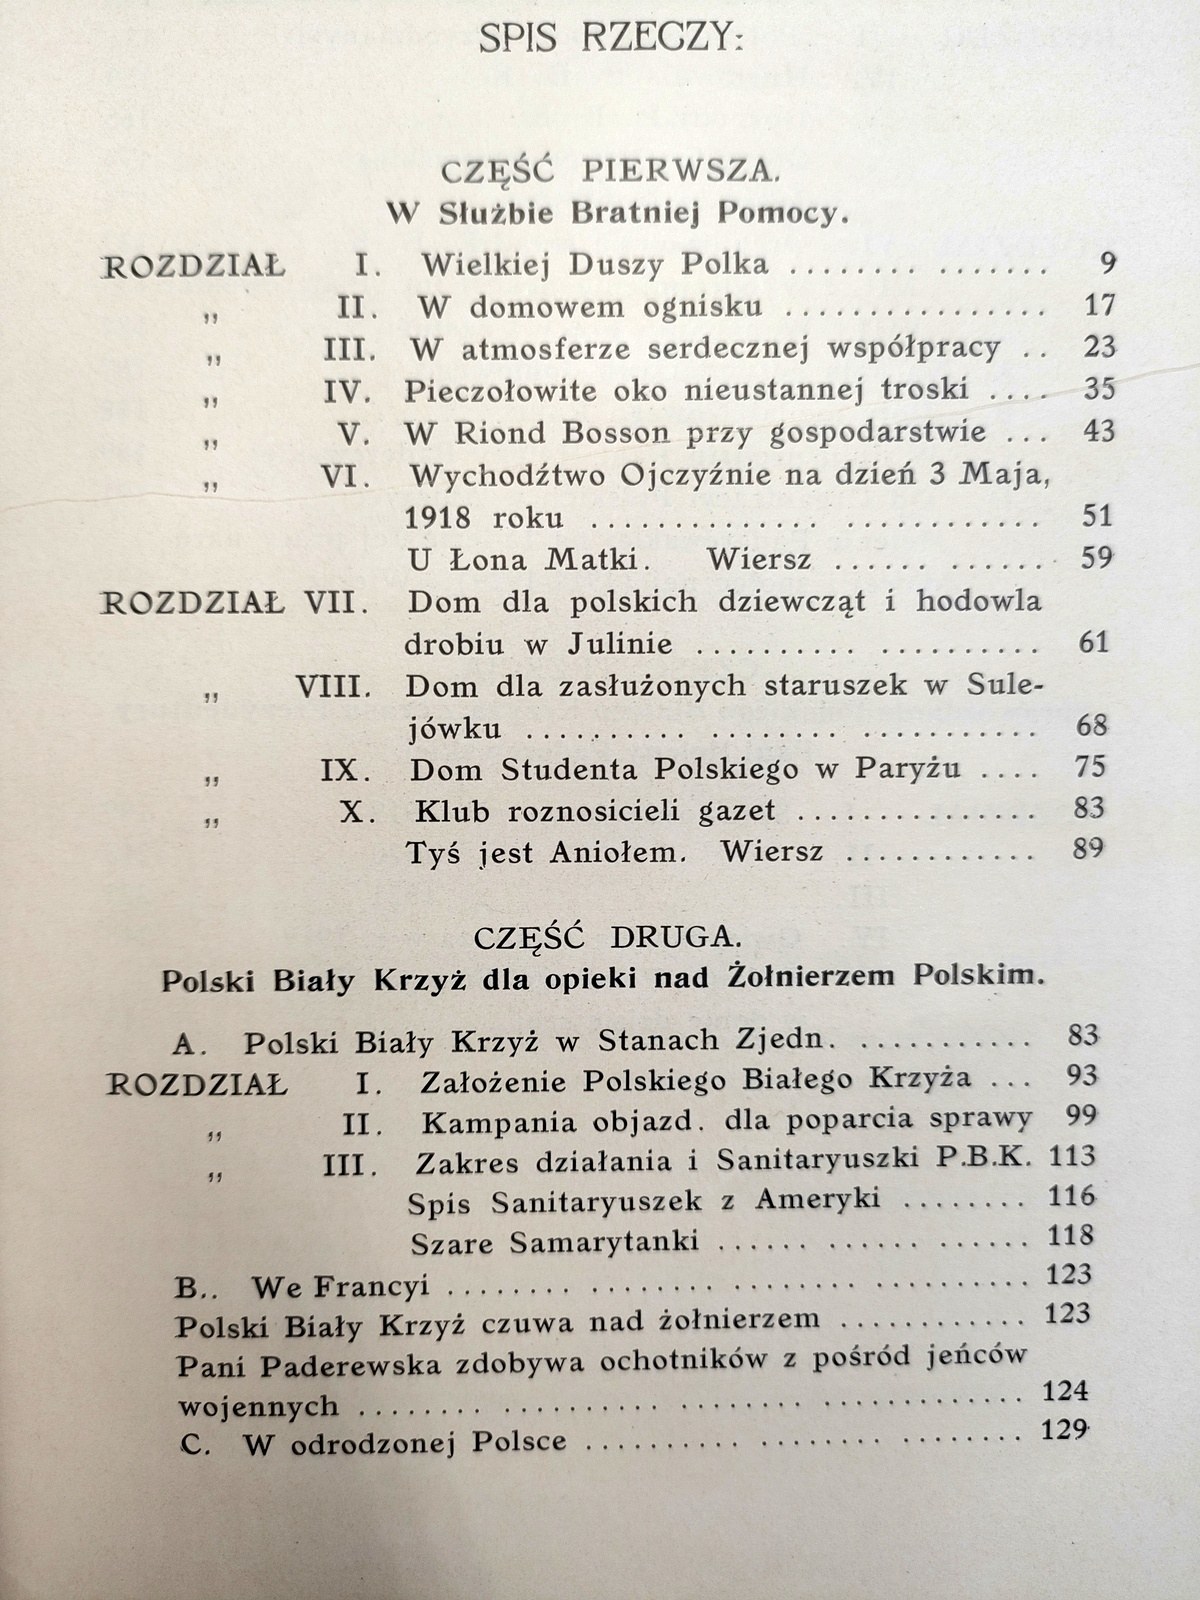 SPIS RZECZY:
CZĘŚĆ PIERWSZA.
W Służbie Bratniej Pomocy.
ROZDZIAŁ I. Wielkiej Duszy Polka ........ ....... 9
„ II. W domowem ognisku ................ 17
„ III. W atmosferze serdecznej współpracy .. 23
„ IV. Pieczołowite oko nieustannej troski .... 35
„ V. W Riond Bosson przy gospodarstwie ... 43
„ VI. Wychodźtwo Ojczyźnie na dzień 3 Maja,
1918 roku .............. ............ 51
U Łona Matki. Wiersz ...... ...... 59
ROZDZIAŁ VII. Dom dla polskich dziewcząt i hodowla
drobiu w Julinie .......... .......... 61
„ VIII. Dom dla zasłużonych staruszek w Sule-
jówku .......... ........ ........... 68
„ IX. Dom Studenta Polskiego w Paryżu .... 75
„ X. Klub roznosicieli gazet ............... 83
Tyś jest Aniołem. Wiersz ............ 89
CZĘŚĆ DRUGA.
Polski Biały Krzyż dla opieki nad Żołnierzem Polskim.
A. Polski Biały Krzyż w Stanach Zjedn. ........... 83
ROZDZIAŁ I. Założenie Polskiego Białego Krzyża ... 93
„ II. Kampania objazd. dla poparcia sprawy 99
„ III. Zakres działania i Sanitaryuszki P.B.K. 113
Spis Sanitaryuszek z Ameryki ........ 116
Szare Samarytanki ...... ...... ...... 118
B.. We Francyi ........ .......... ........ ........... 123
Polski Biały Krzyż czuwa nad żołnierzem ............ 123
Pani Paderewska zdobywa ochotników z pośród jeńców
wojennych ........ .......... ........ ............. 124
C. W odrodzonej Polsce .......... ........ ........ 129